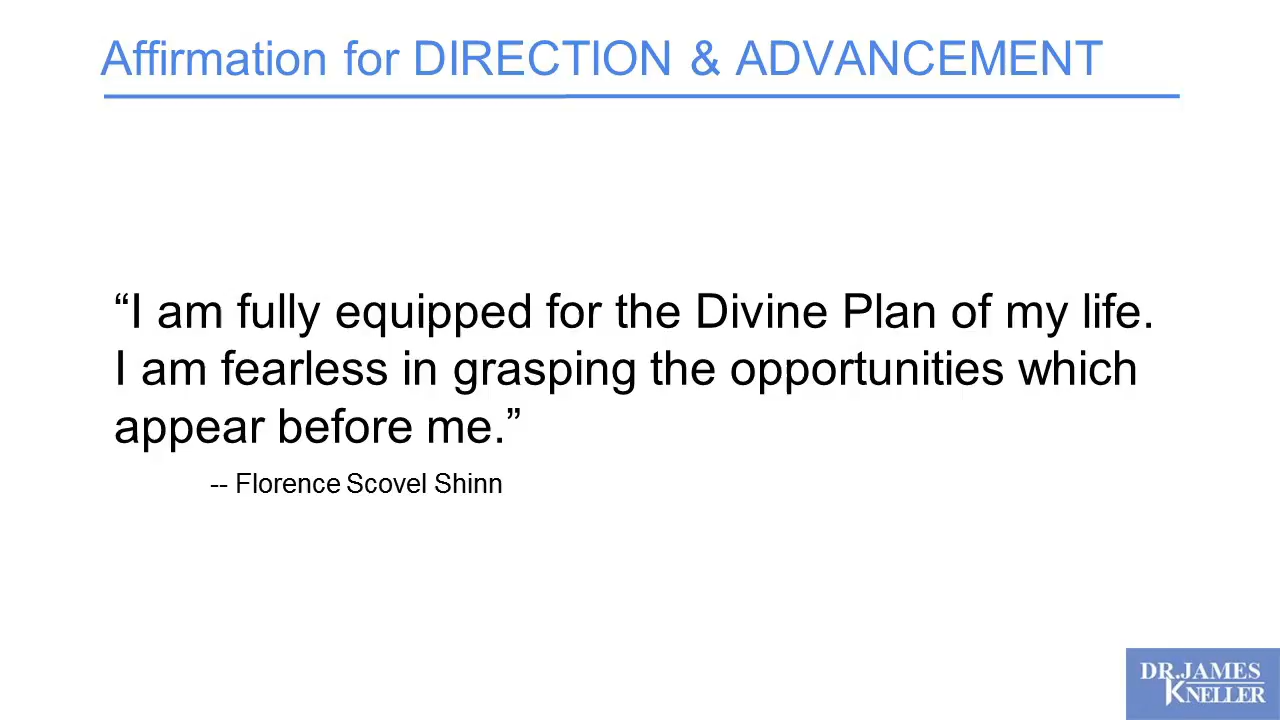 Affirmation for DIRECTION & ADVANCEMENT
“I am fully equipped for the Divine Plan of my life.
I am fearless in grasping the opportunities which
appear before me.”
-- Florence Scovel Shinn
DR.JAMES
KNELLER